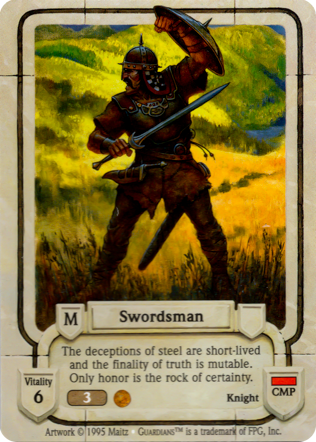 M
Swordsman
The deceptions of steel are short-lived
and the finality of truth is mutable.
Only honor is the rock of certainty.
Vitality
6
3
Knight
CMP
Artwork © 1995 Maitz • GUARDIANS™ is a trademark of FPG, Inc.